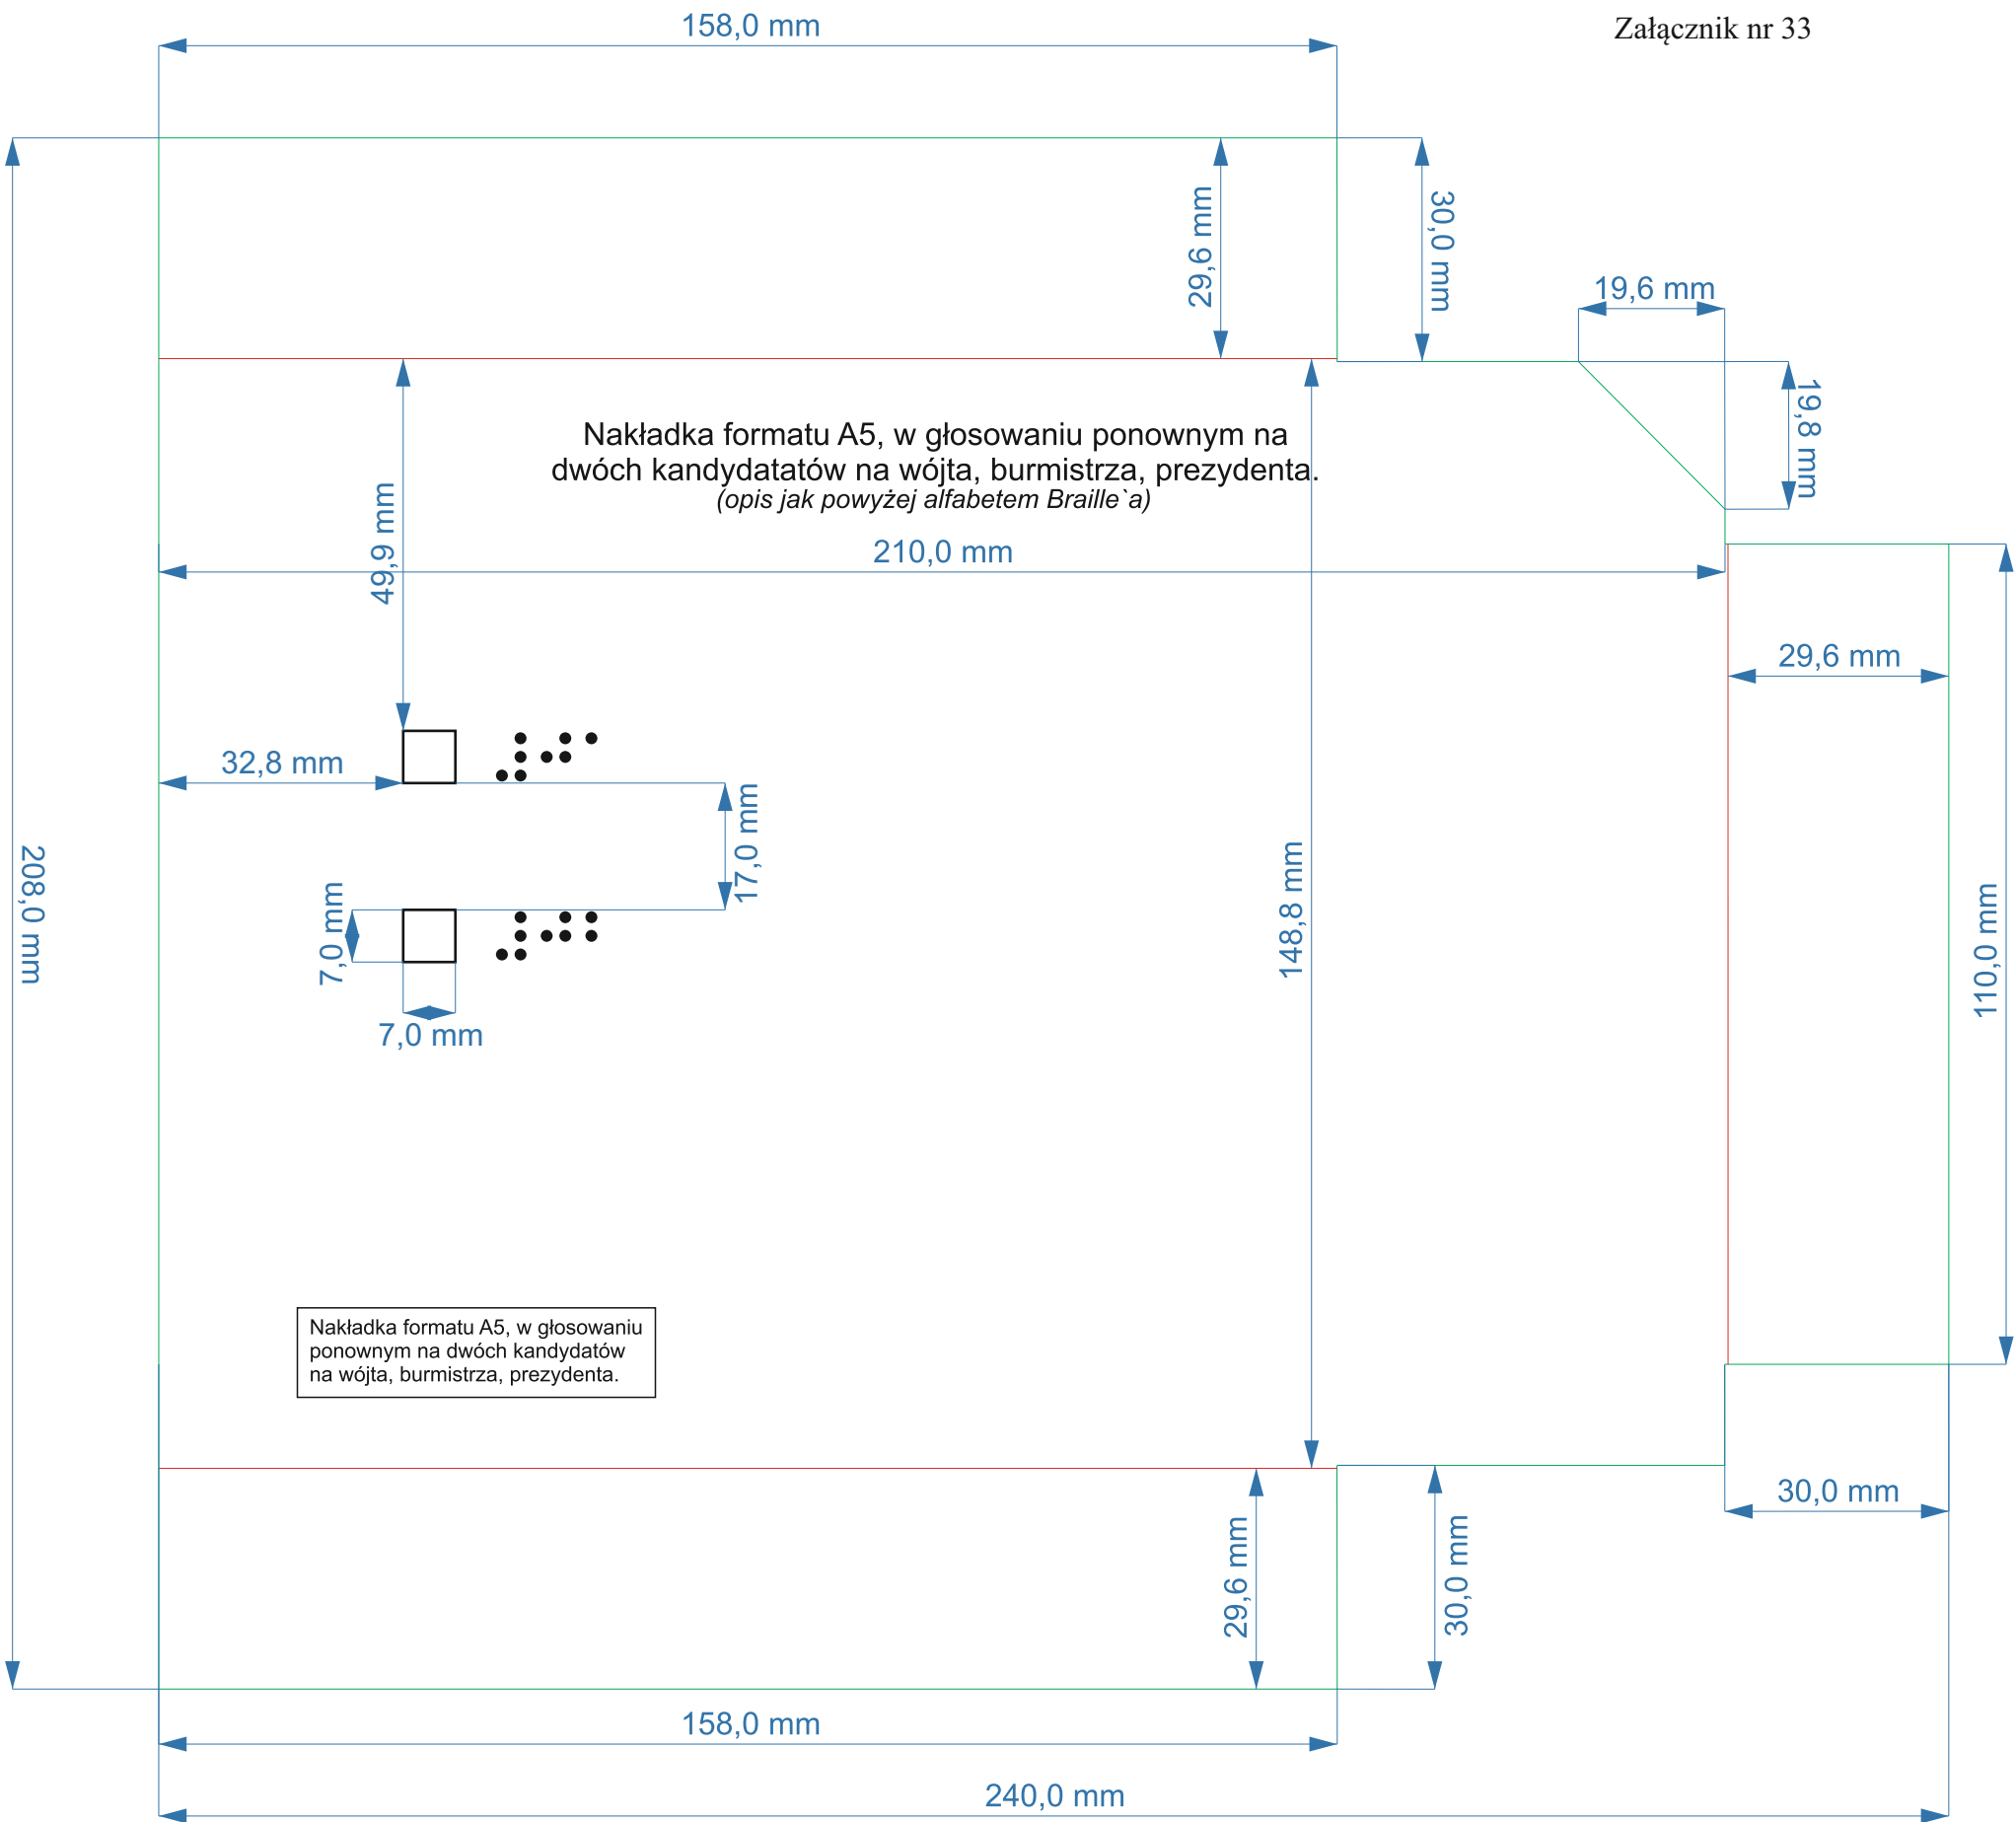 158,0 mm
Załącznik nr 33
29,6 mm
30,0 mm
19,6 mm
19,8 mm
Nakładka formatu A5, w głosowaniu ponownym na
dwóch kandydatatów na wójta, burmistrza, prezydenta.
(opis jak powyżej alfabetem Braille`a)
49,9 mm
210,0 mm
29,6 mm
32,8 mm
⠼⠁
17,0 mm
208,0 mm
148,8 mm
7,0 mm
⠼⠃
110,0 mm
7,0 mm
Nakładka formatu A5, w głosowaniu
ponownym na dwóch kandydatów
na wójta, burmistrza, prezydenta.
30,0 mm
29,6 mm
30,0 mm
158,0 mm
240,0 mm